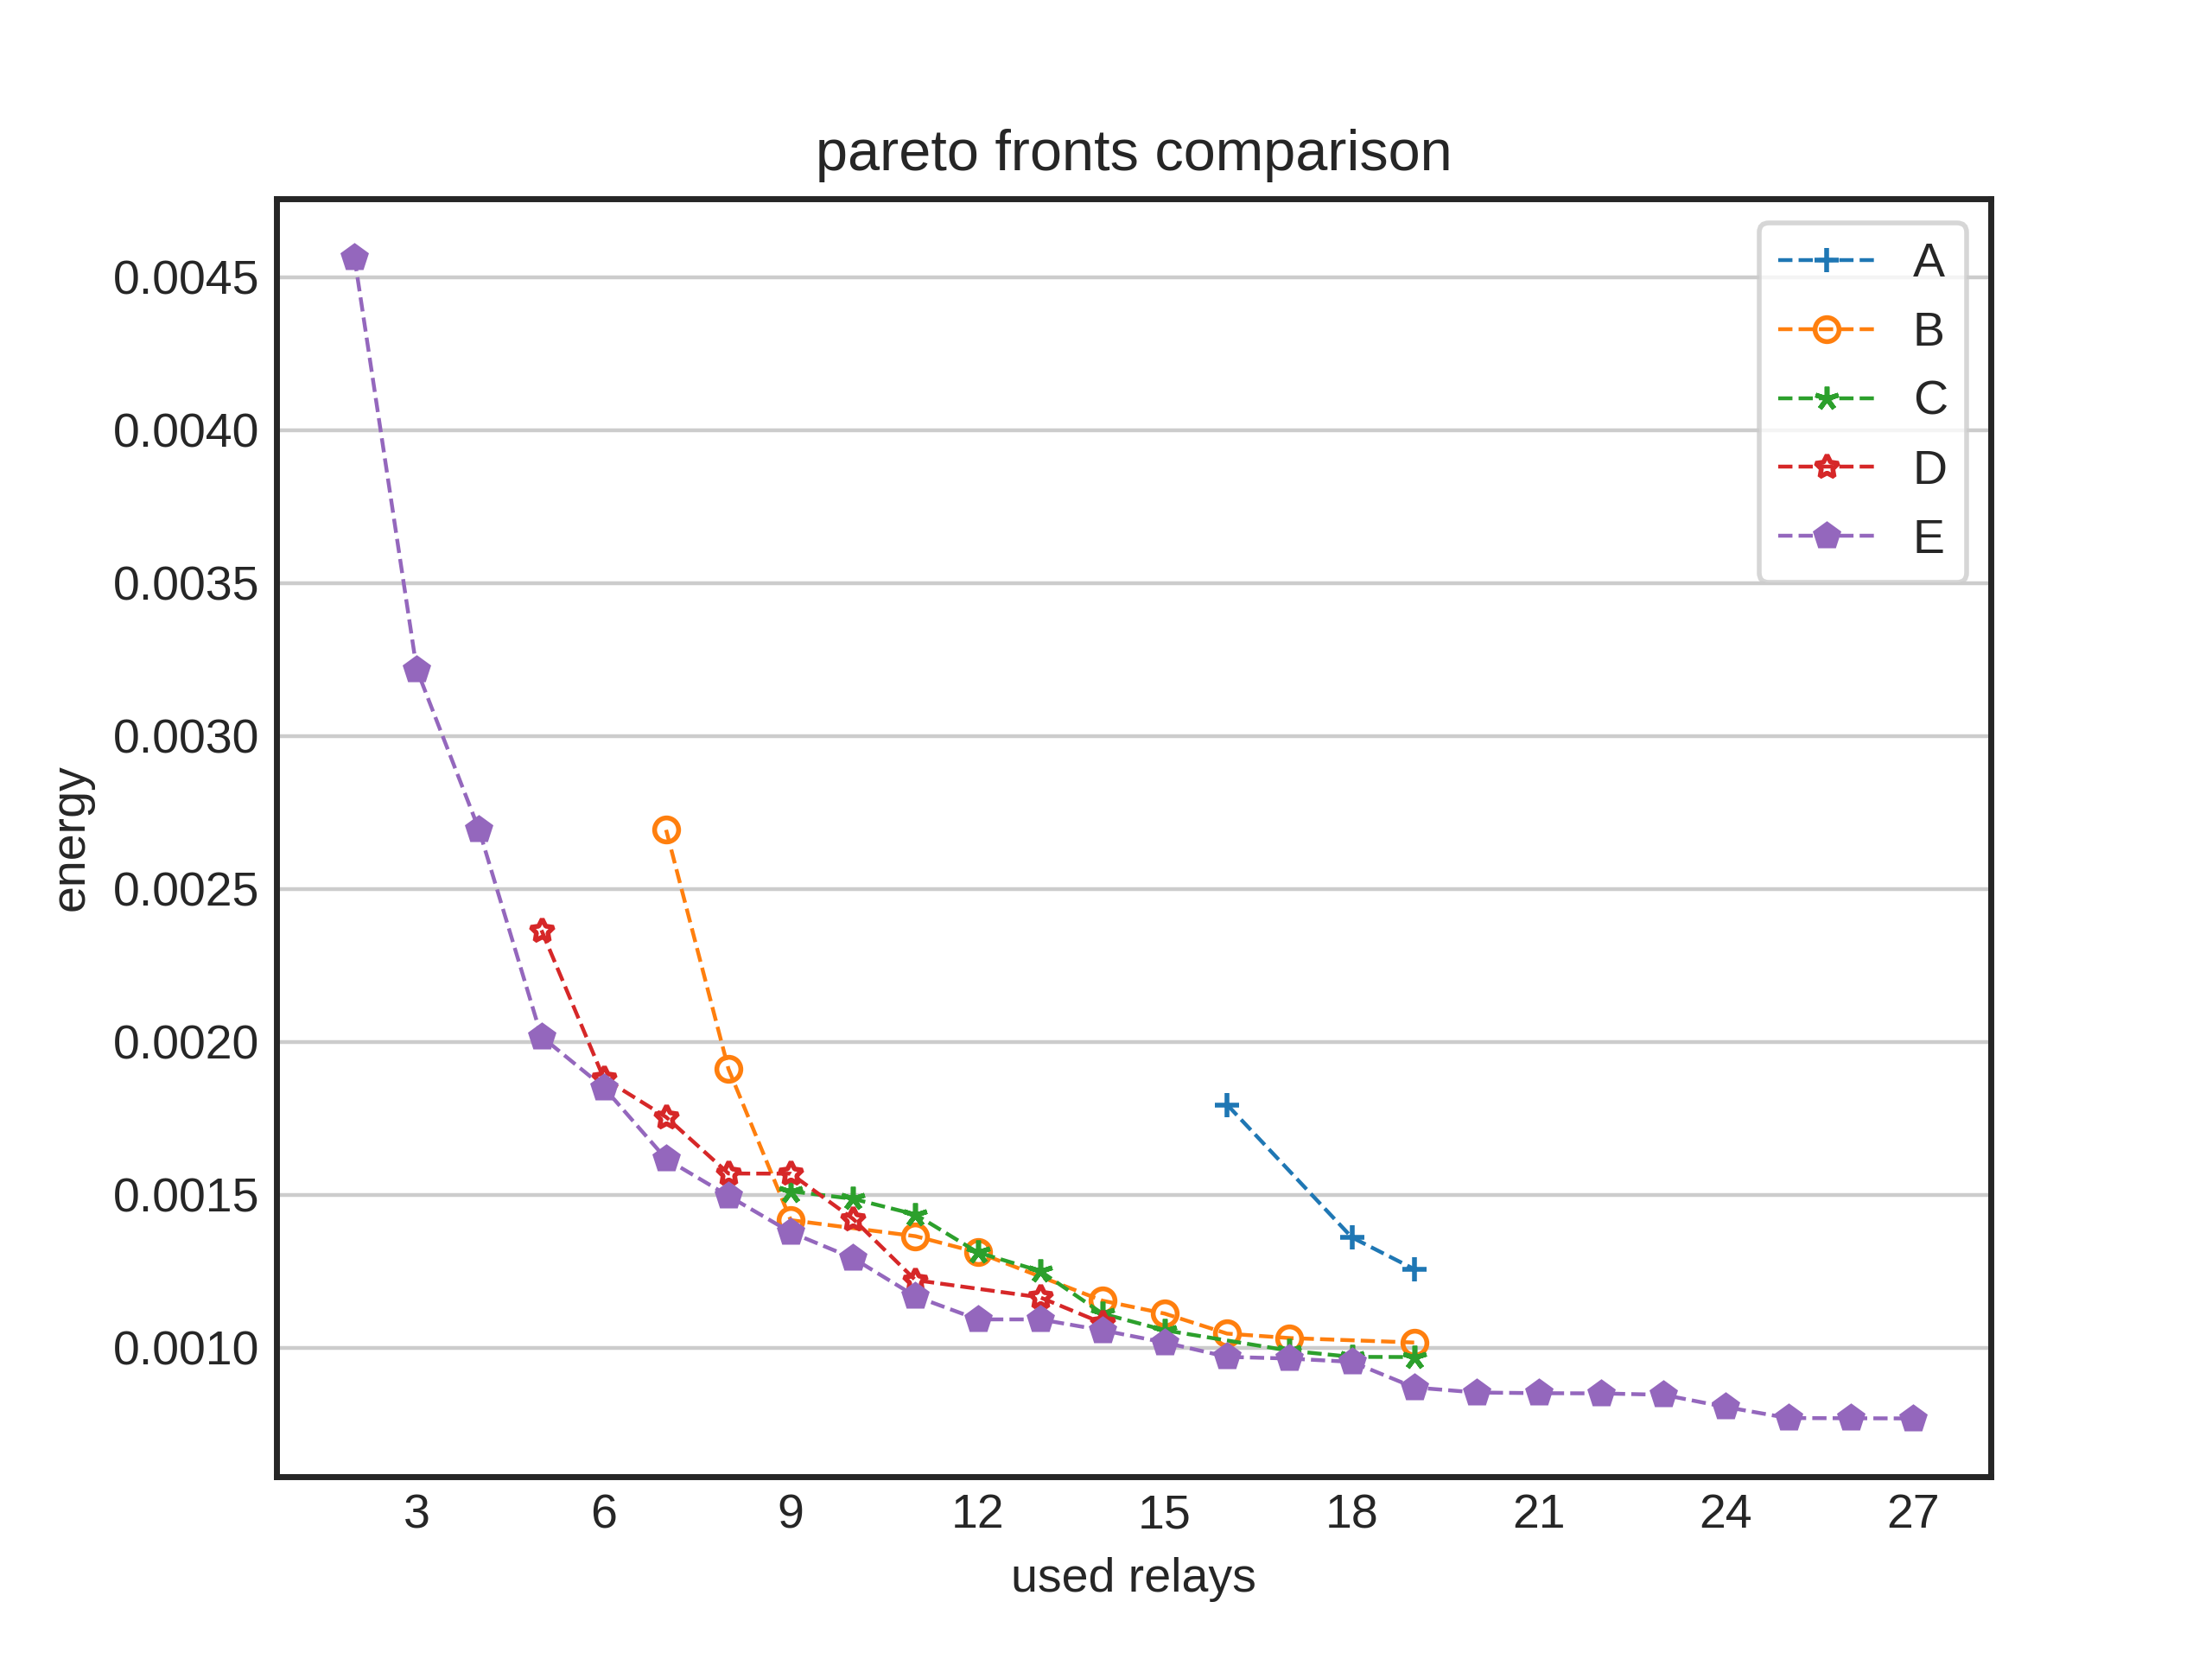 pareto fronts comparison
0.0045
0.0040
0.0035
0.0030
0.0025
0.0020
0.0015
0.0010
energy
A
B
C
D
E
3 6 9 12 15 18 21 24 27
used relays